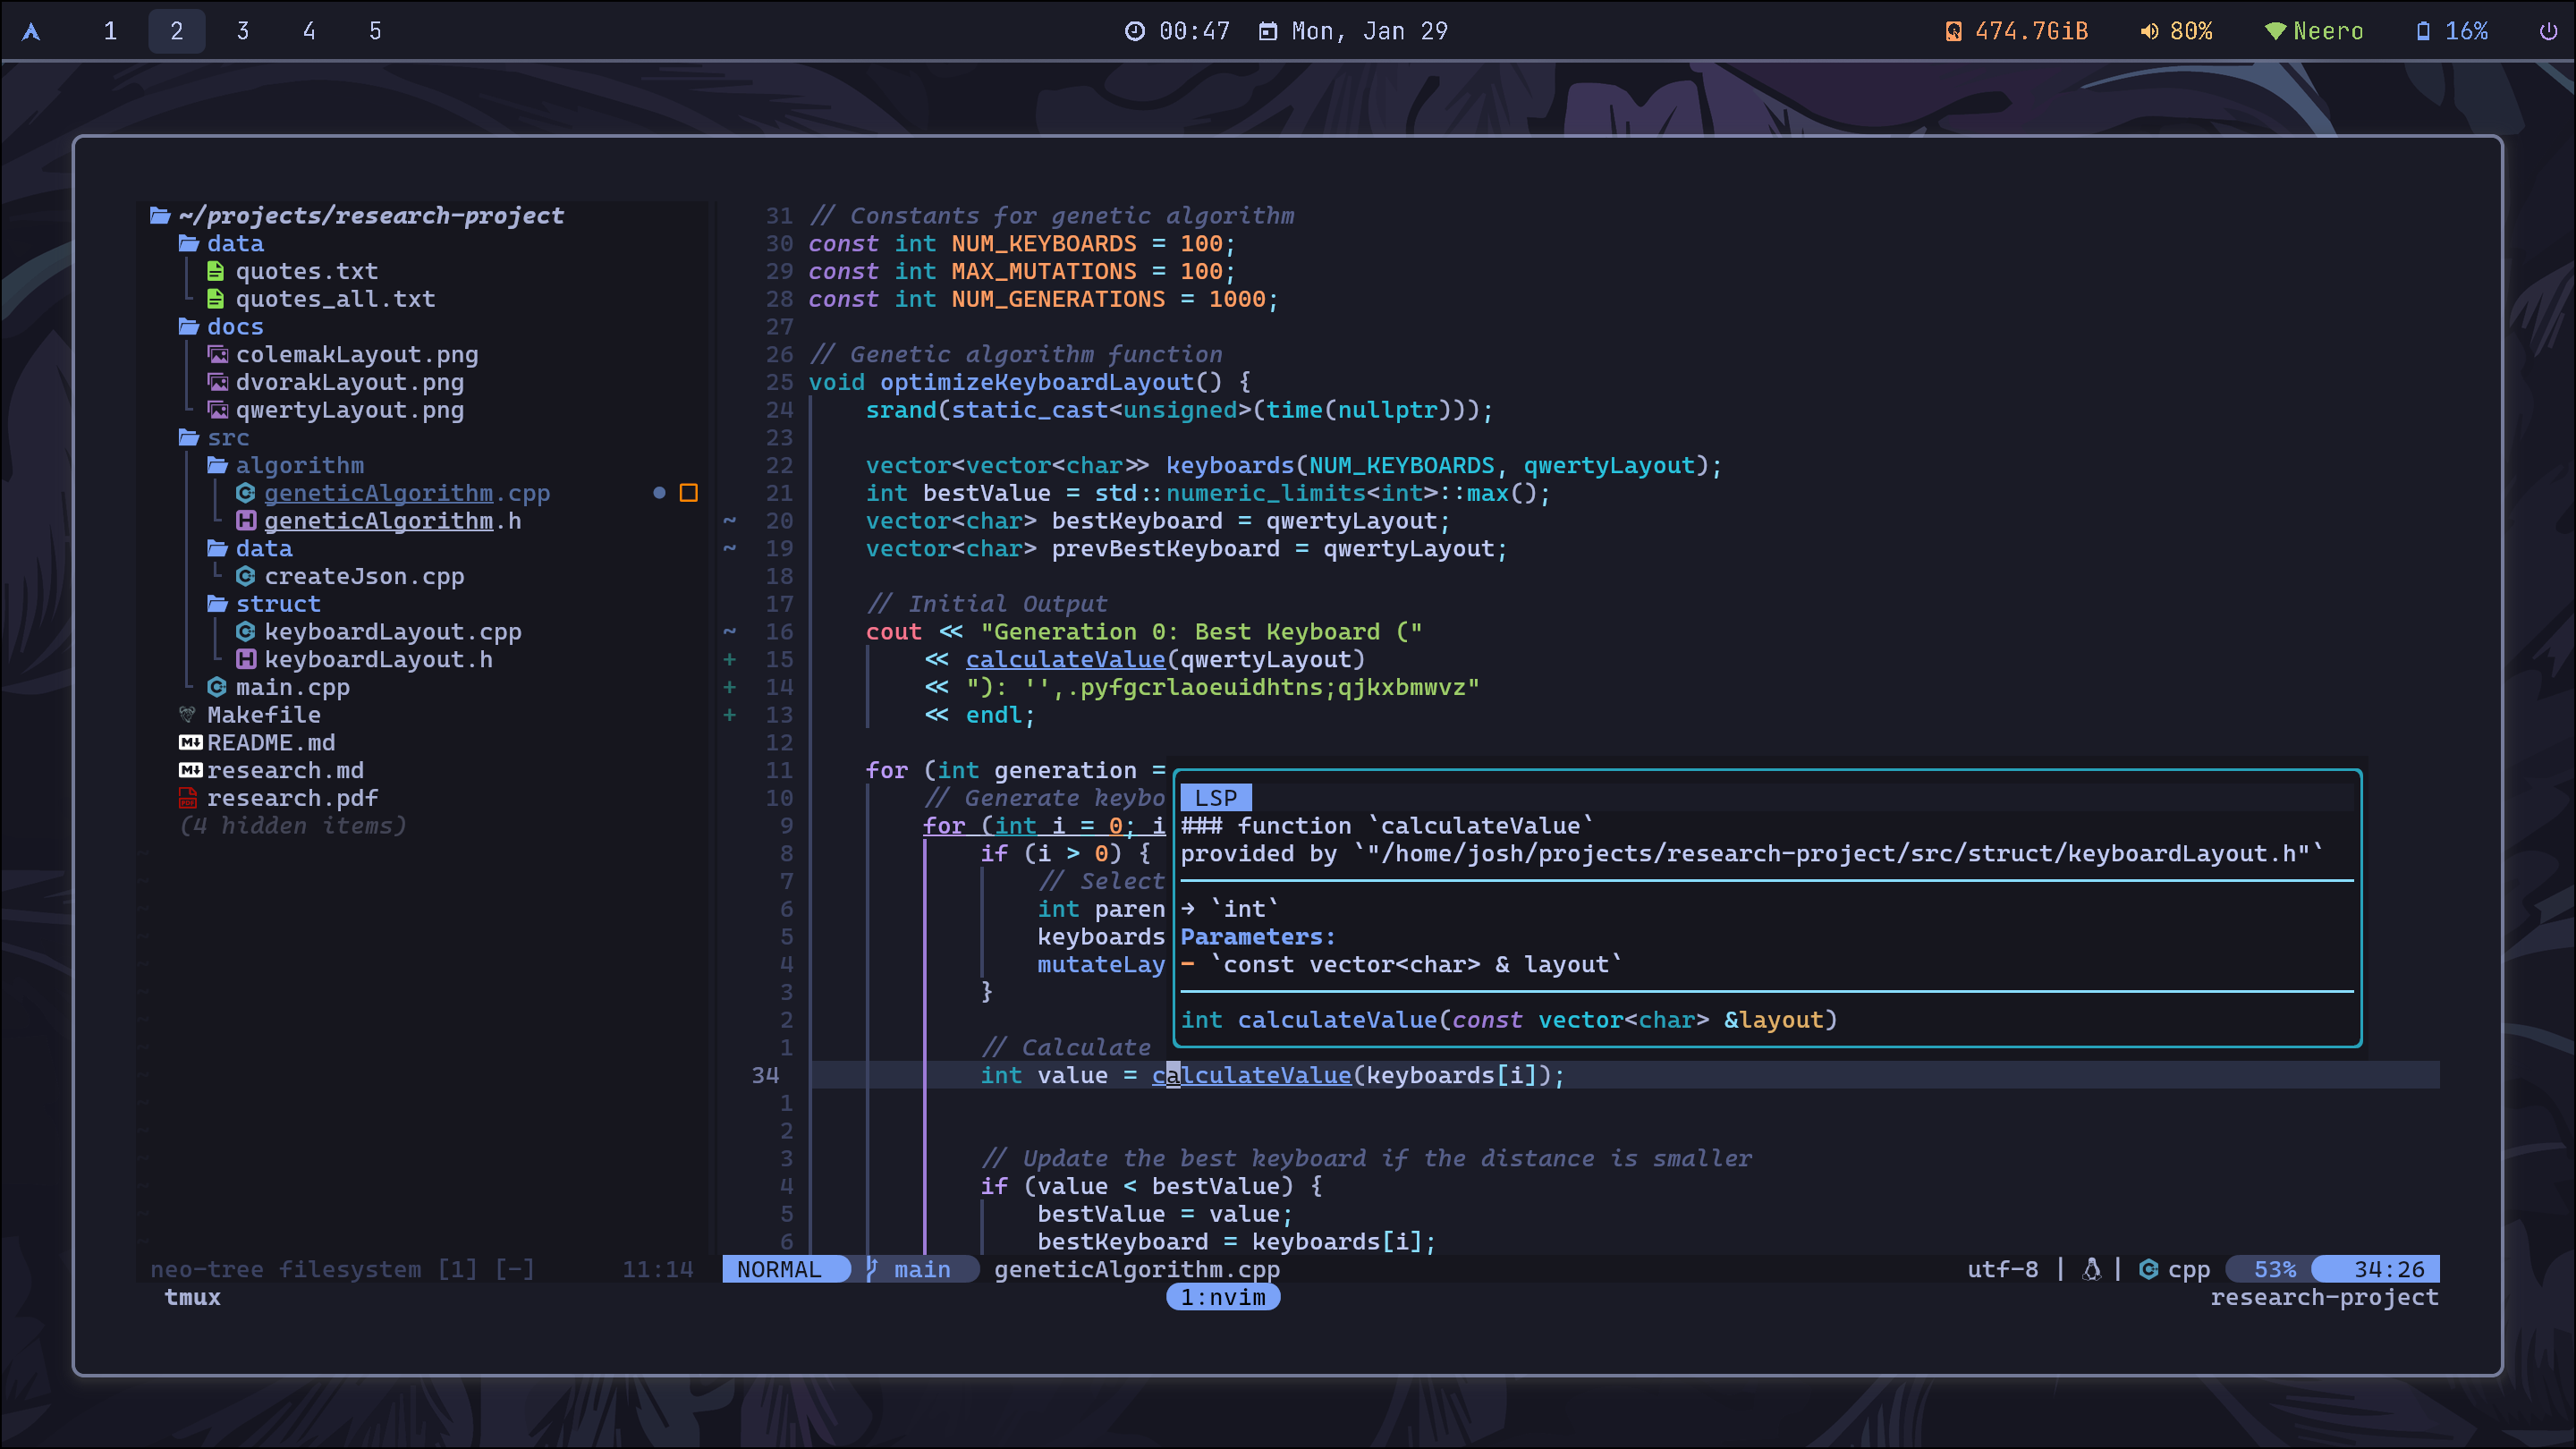 1 2 3 4 5 00:47 Mon, Jan 29 474.7GiB 80% Neero 16%
~/projects/research-project
data
quotes.txt
quotes_all.txt
docs
colemakLayout.png
dvorakLayout.png
qwertyLayout.png
src
algorithm
geneticAlgorithm.cpp
geneticAlgorithm.h
data
createJson.cpp
struct
keyboardLayout.cpp
keyboardLayout.h
main.cpp
Makefile
README.md
research.md
research.pdf
(4 hidden items)
neo-tree filesystem [1] [-] 11:14
31 // Constants for genetic algorithm
30 const int NUM_KEYBOARDS = 100;
29 const int MAX_MUTATIONS = 100;
28 const int NUM_GENERATIONS = 1000;
27
26 // Genetic algorithm function
25 void optimizeKeyboardLayout() {
24 srand(static_cast<unsigned>(time(nullptr)));
23
22 vector<vector<char>> keyboards(NUM_KEYBOARDS, qwertyLayout);
21 int bestValue = std::numeric_limits<int>::max();
~ 20 vector<char> bestKeyboard = qwertyLayout;
~ 19 vector<char> prevBestKeyboard = qwertyLayout;
18
17 // Initial Output
~ 16 cout << "Generation 0: Best Keyboard ("
+ 15 << calculateValue(qwertyLayout)
+ 14 << "): '',.pyfgcrlaoeuidhtns;qjkxbmwvz"
+ 13 << endl;
12
11 for (int generation =
10 // Generate keybo
9 for (int i = 0; i
8 if (i > 0) {
7 // Select
6 int paren
5 keyboards
4 mutateLay
3 }
2
1 // Calculate
LSP
### function `calculateValue`
provided by `"/home/josh/projects/research-project/src/struct/keyboardLayout.h"`
→ `int`
Parameters:
- `const vector<char> & layout`
int calculateValue(const vector<char> &layout)
34 int value = calculateValue(keyboards[i]);
1
2
3 // Update the best keyboard if the distance is smaller
4 if (value < bestValue) {
5 bestValue = value;
6 bestKeyboard = keyboards[i];
NORMAL main geneticAlgorithm.cpp utf-8 | | cpp 53% 34:26
tmux 1:nvim research-project